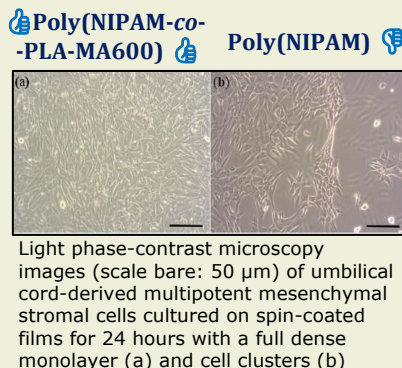 Poly(NIPAM-co-
-PLA-MA600)
Poly(NIPAM)
(a)
(b)
Light phase-contrast microscopy
images (scale bare: 50 µm) of umbilical
cord-derived multipotent mesenchymal
stromal cells cultured on spin-coated
films for 24 hours with a full dense
monolayer (a) and cell clusters (b)